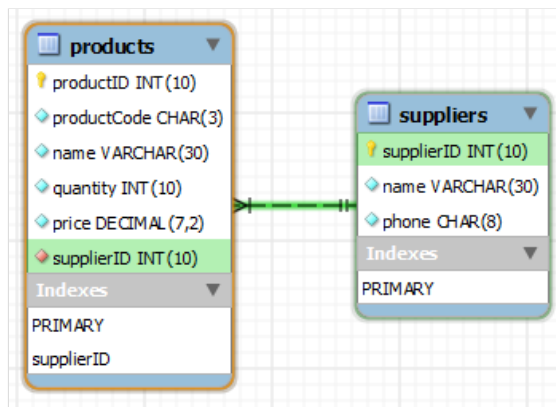 products
productID INT(10)
productCode CHAR(3)
name VARCHAR(30)
quantity INT(10)
price DECIMAL(7,2)
supplierID INT(10)
Indexes
PRIMARY
supplierID
suppliers
supplierID INT(10)
name VARCHAR(30)
phone CHAR(8)
Indexes
PRIMARY